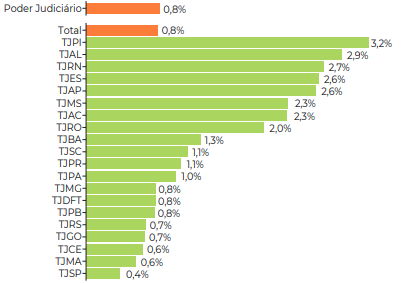 Poder Judiciário 0,8%
Total 0,8%
TJPI 3,2%
TJAL 2,9%
TJRN 2,7%
TJES 2,6%
TJAP 2,6%
TJMS 2,3%
TJAC 2,3%
TJRO 2,0%
TJBA 1,3%
TJSC 1,1%
TJPR 1,1%
TJPA 1,0%
TJMG 0,8%
TJDFT 0,8%
TJPB 0,8%
TJRS 0,7%
TJGO 0,7%
TJCE 0,6%
TJMA 0,6%
TJSP 0,4%